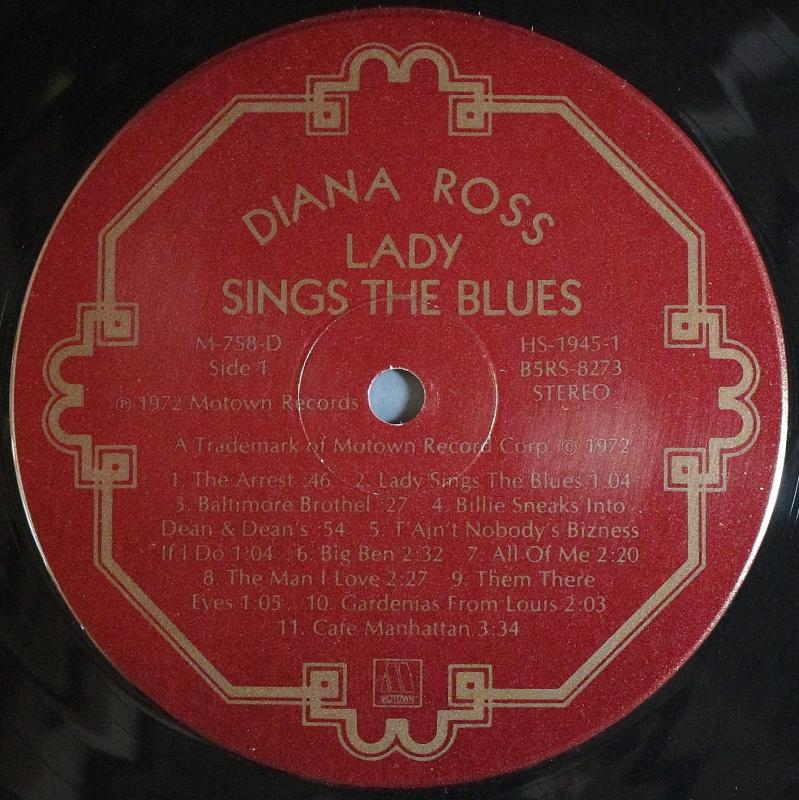 DIANA ROSS
LADY
SINGS THE BLUES
M-758-D
Side 1
HS-1945-1
B5RS-8273
STEREO
℗ 1972 Motown Records
A Trademark of Motown Record Corp. © 1972
1. The Arrest :46 2. Lady Sings The Blues 1:04
3. Baltimore Brothel :27 4. Billie Sneaks Into
Dean & Dean's :54 5. T'Ain't Nobody's Bizness
If I Do 1:04 6. Big Ben 2:32 7. All Of Me 2:20
8. The Man I Love 2:27 9. Them There
Eyes 1:05 10. Gardenias From Louis 2:03
11. Cafe Manhattan 3:34
MOTOWN